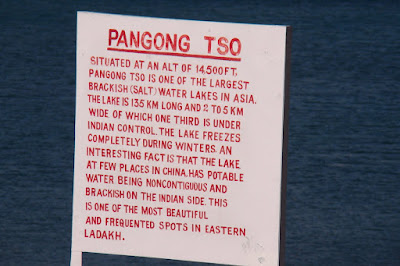 PANGONG TSO
SITUATED AT AN ALT OF 14,500FT,
PANGONG TSO IS ONE OF THE LARGEST
BRACKISH (SALT) WATER LAKES IN ASIA.
THE LAKE IS 135 KM LONG AND 2 TO 5 KM
WIDE OF WHICH ONE THIRD IS UNDER
INDIAN CONTROL. THE LAKE FREEZES
COMPLETELY DURING WINTERS. AN
INTERESTING FACT IS THAT THE LAKE,
AT FEW PLACES IN CHINA, HAS POTABLE
WATER BEING NONCONTIGUOUS AND
BRACKISH ON THE INDIAN SIDE. THIS
IS ONE OF THE MOST BEAUTIFUL
AND FREQUENTED SPOTS IN EASTERN
LADAKH.